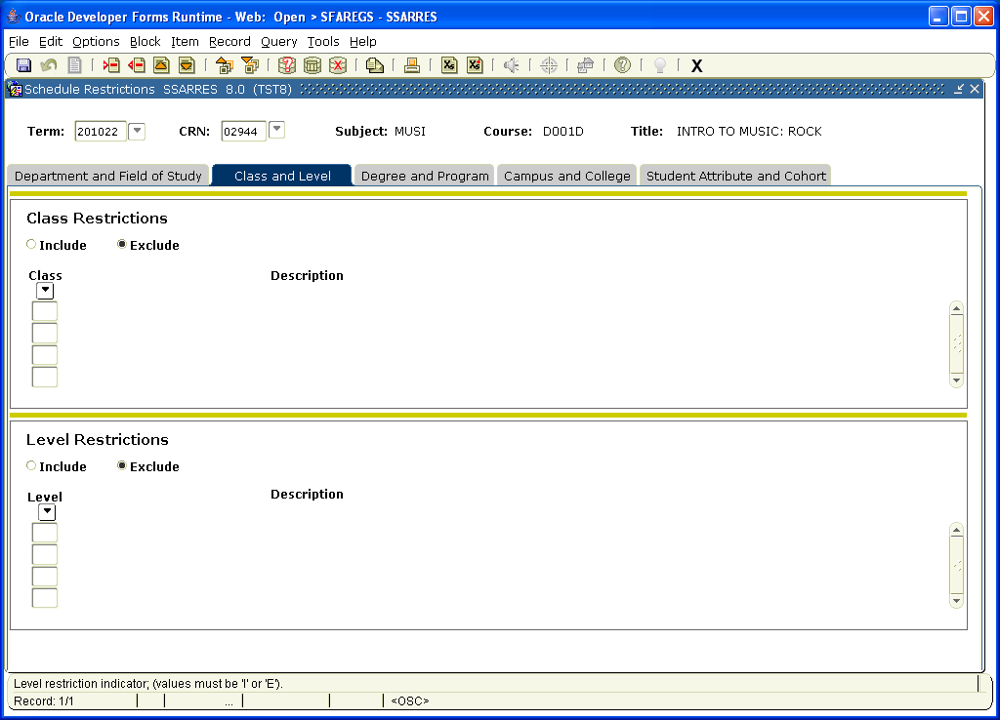 Oracle Developer Forms Runtime - Web: Open > SFAREGS - SSARRES
File Edit Options Block Item Record Query Tools Help
X
Schedule Restrictions SSARRES 8.0 (TST8)
Term: 201022 CRN: 02944 Subject: MUSI Course: D001D Title: INTRO TO MUSIC: ROCK
Department and Field of Study Class and Level Degree and Program Campus and College Student Attribute and Cohort
Class Restrictions
Include Exclude
Class Description
Level Restrictions
Include Exclude
Level Description
Level restriction indicator; (values must be 'I' or 'E').
Record: 1/1 ... <OSC>